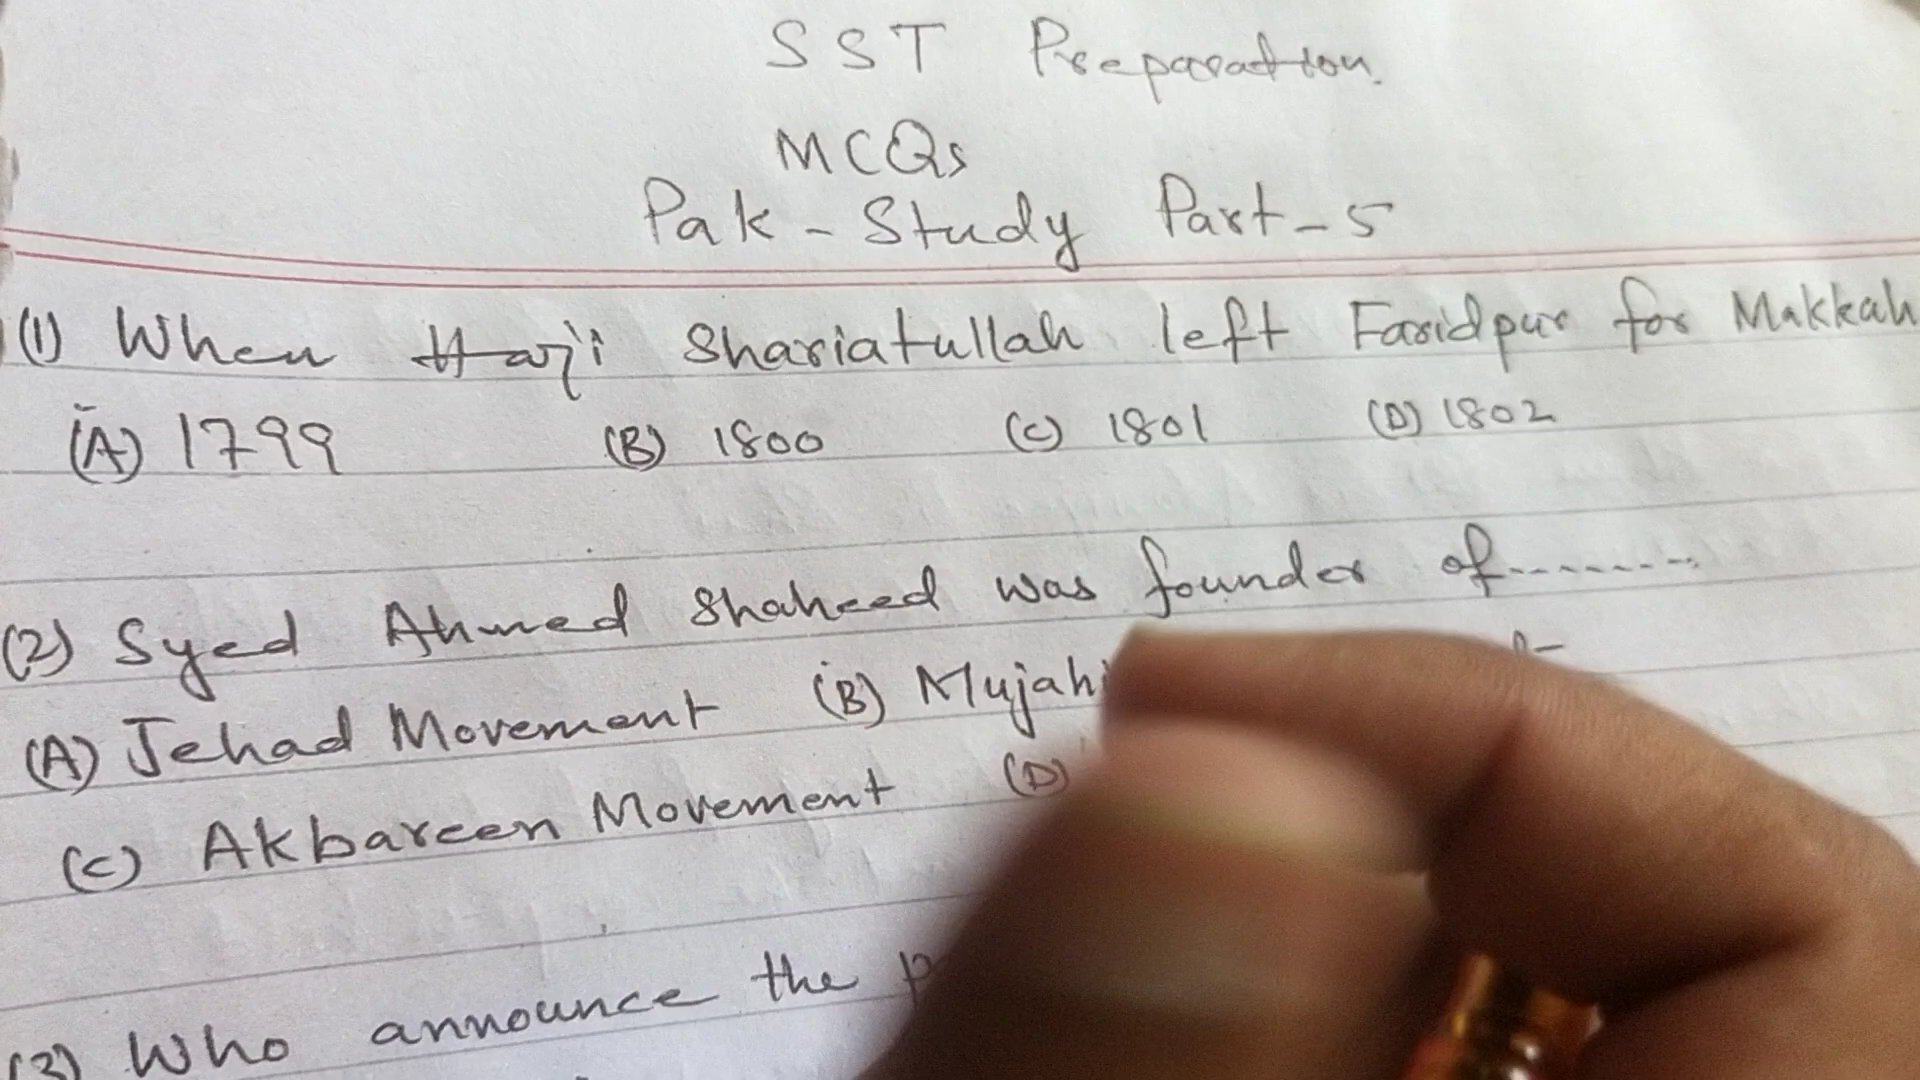 SST Preparation.
MCQs
Pak - Study Part - 5
(1) When Haji Shariatullah left Faridpur for Makkah
(A) 1799 (B) 1800 (C) 1801 (D) 1802
(2) Syed Ahmed Shaheed was founder of........
(A) Jehad Movement (B)
(C) Akbareen Movement (D)
(3) Who announce the